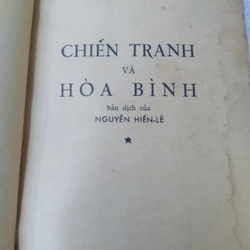 CHIẾN TRANH
VÀ
HÒA BÌNH
bản dịch của
NGUYỄN HIẾN-LÊ